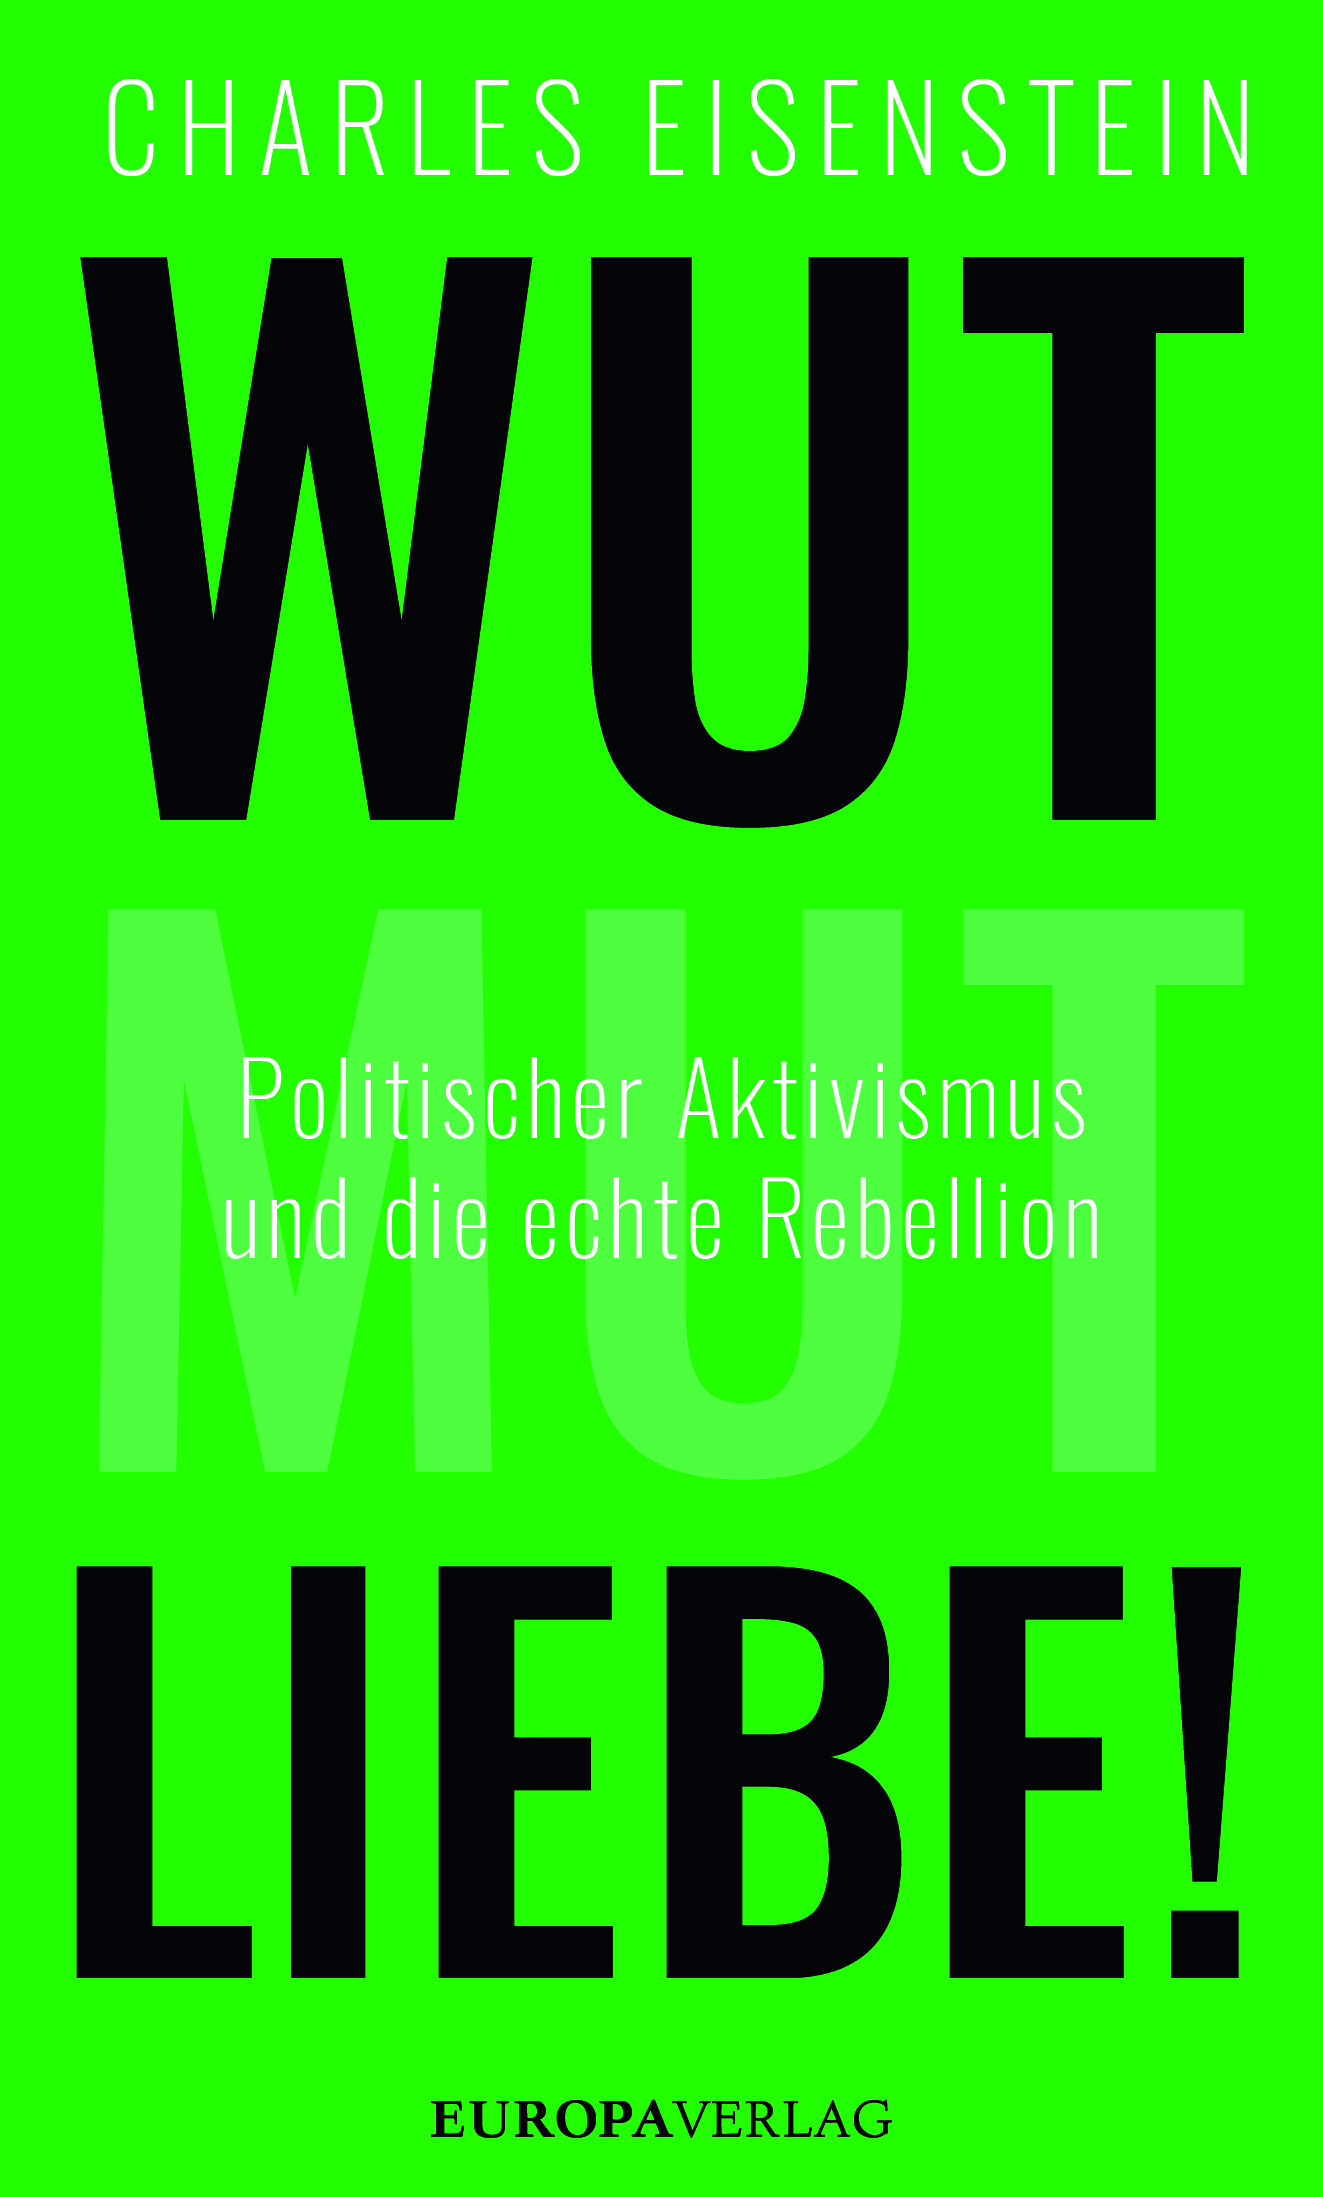 CHARLES EISENSTEIN
WUT
MUT
Politischer Aktivismus
und die echte Rebellion
LIEBE!
EUROPAVERLAG